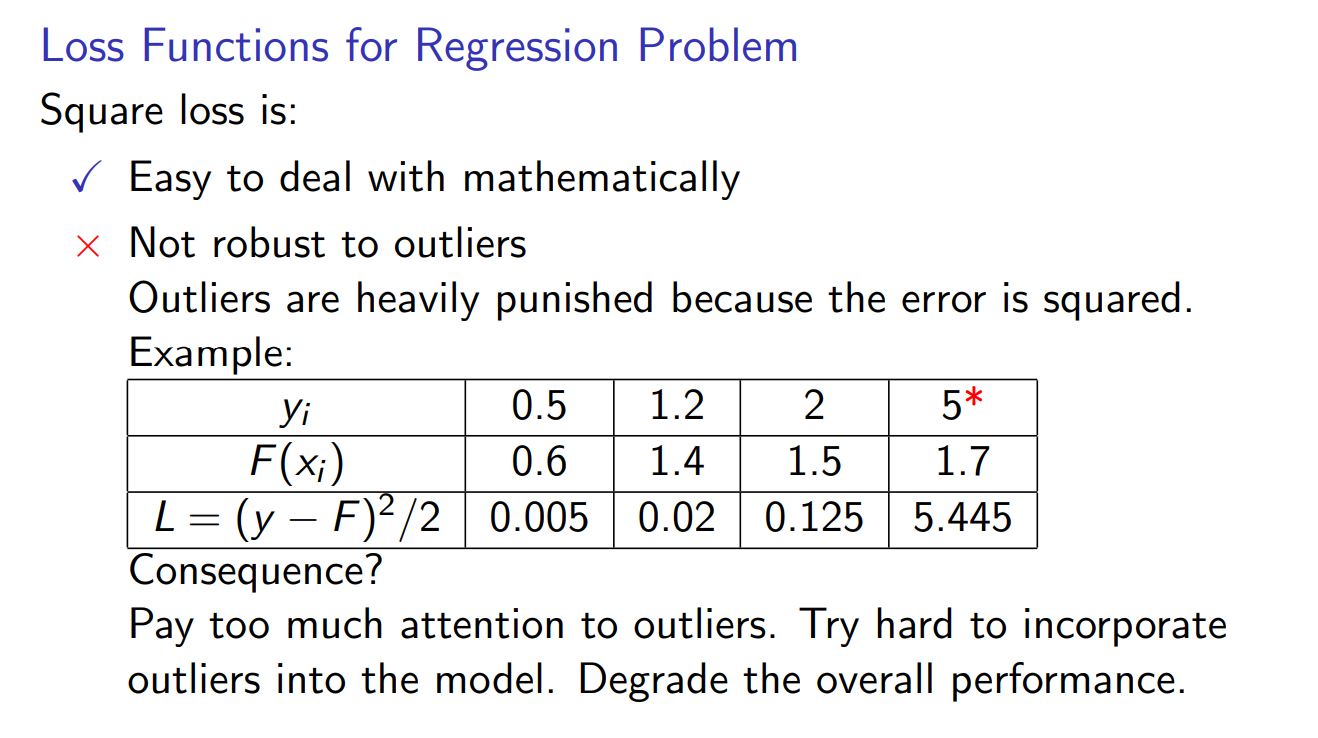 Loss Functions for Regression Problem
Square loss is:
✓ Easy to deal with mathematically
× Not robust to outliers
Outliers are heavily punished because the error is squared.
Example:
yᵢ 0.5 1.2 2 5*
F(xᵢ) 0.6 1.4 1.5 1.7
L = (y − F)²/2 0.005 0.02 0.125 5.445
Consequence?
Pay too much attention to outliers. Try hard to incorporate
outliers into the model. Degrade the overall performance.